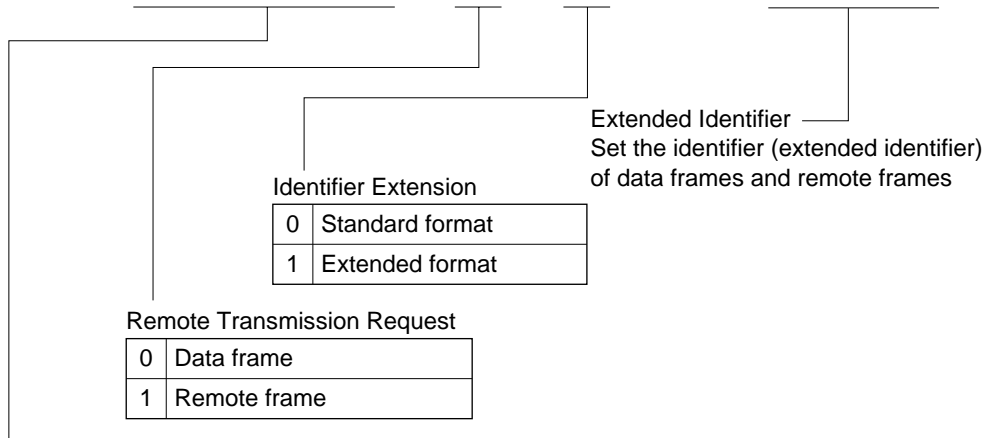 Extended Identifier
Set the identifier (extended identifier)
of data frames and remote frames
Identifier Extension
0 Standard format
1 Extended format
Remote Transmission Request
0 Data frame
1 Remote frame